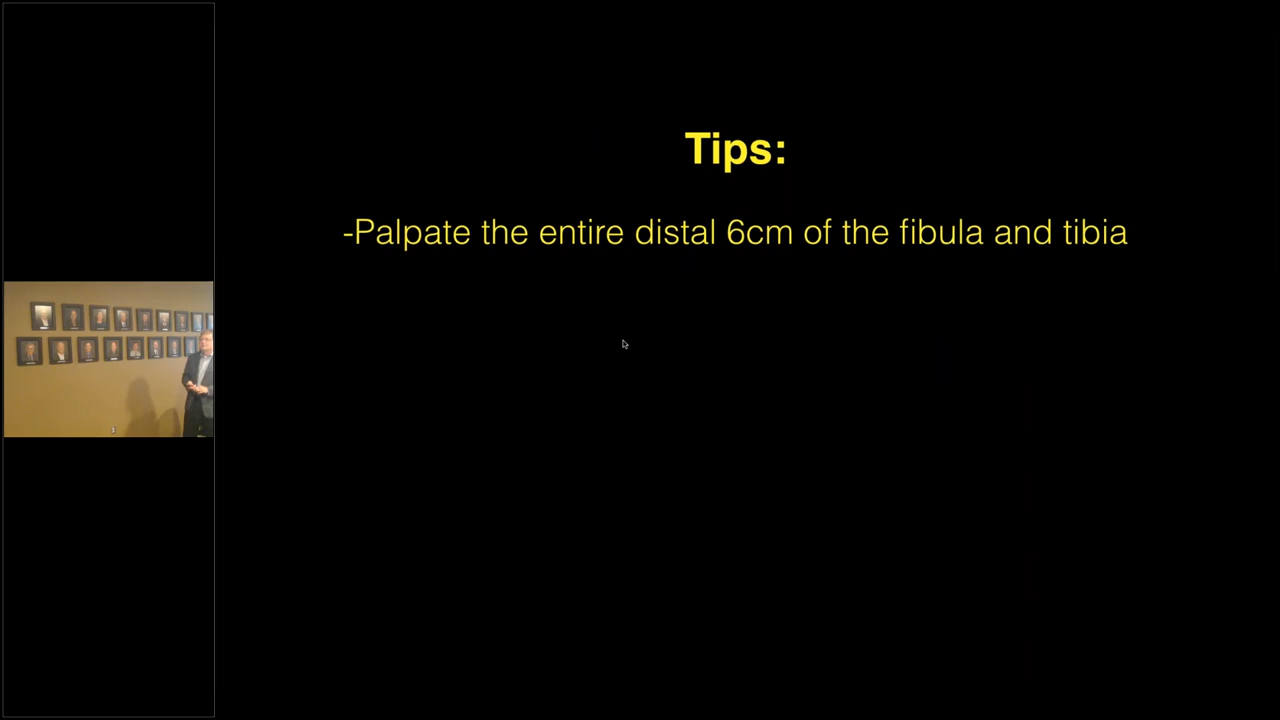 Tips:
-Palpate the entire distal 6cm of the fibula and tibia